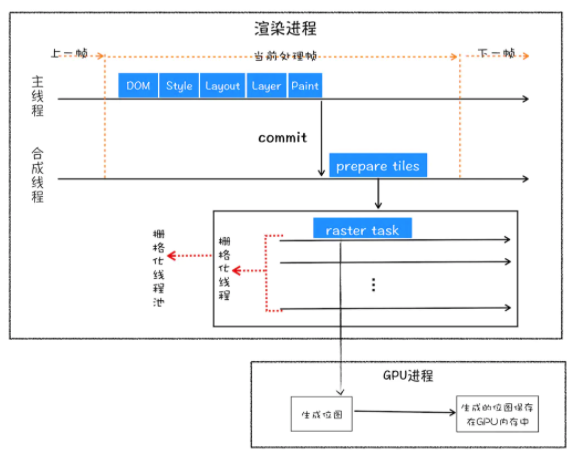 渲染进程
上一帧
当前处理帧
下一帧
主线程
DOM
Style
Layout
Layer
Paint
commit
合成线程
prepare tiles
raster task
栅格化线程池
栅格化线程
...
GPU进程
生成位图
生成的位图保存
在GPU内存中